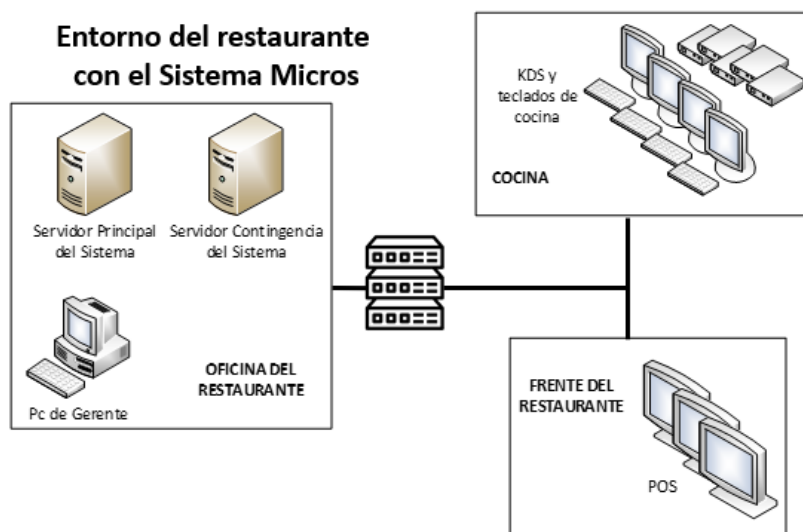 Entorno del restaurante
con el Sistema Micros
Servidor Principal
del Sistema
Servidor Contingencia
del Sistema
Pc de Gerente
OFICINA DEL
RESTAURANTE
KDS y
teclados de
cocina
COCINA
FRENTE DEL
RESTAURANTE
POS